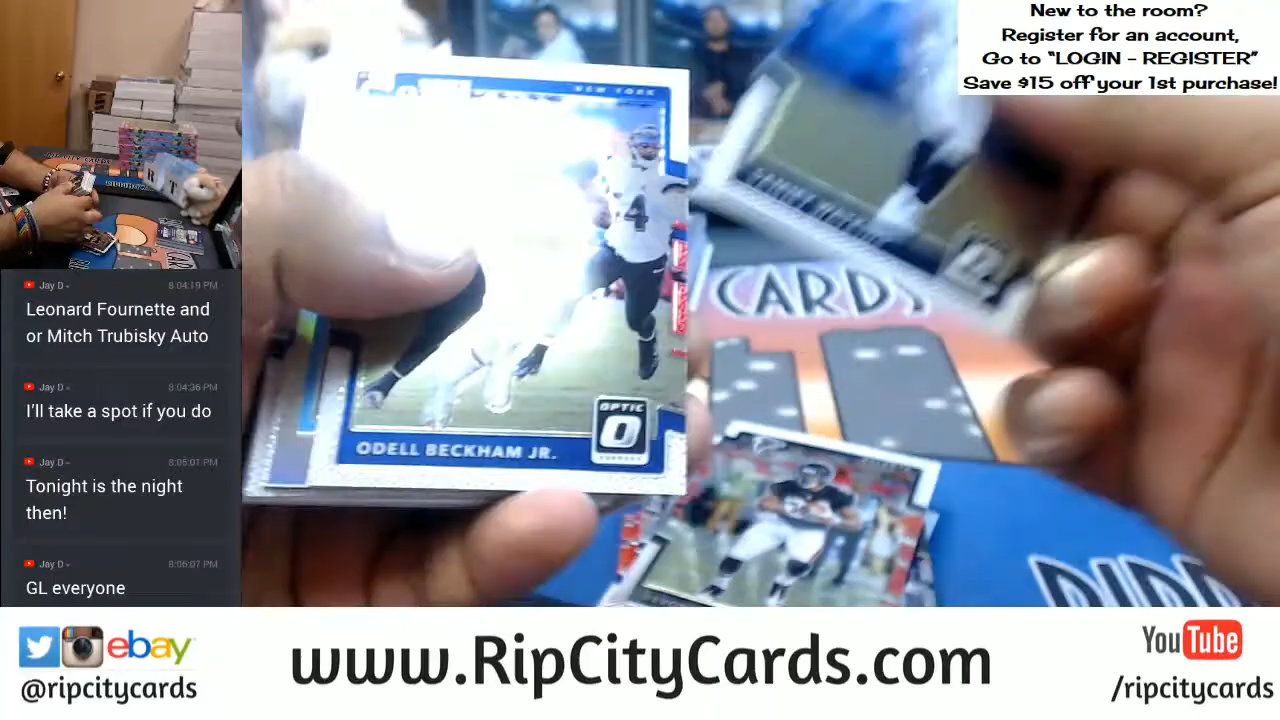 New to the room?
Register for an account,
Go to “LOGIN - REGISTER”
Save $15 off your 1st purchase!
NEW YORK
4
OPTIC
ODELL BECKHAM JR.
CARDS
Jay D
8:04:19 PM
Leonard Fournette and
or Mitch Trubisky Auto
Jay D
8:04:36 PM
I'll take a spot if you do
Jay D
8:05:01 PM
Tonight is the night
then!
Jay D
8:06:07 PM
GL everyone
ebay
@ripcitycards
www.RipCityCards.com
YouTube
/ripcitycards